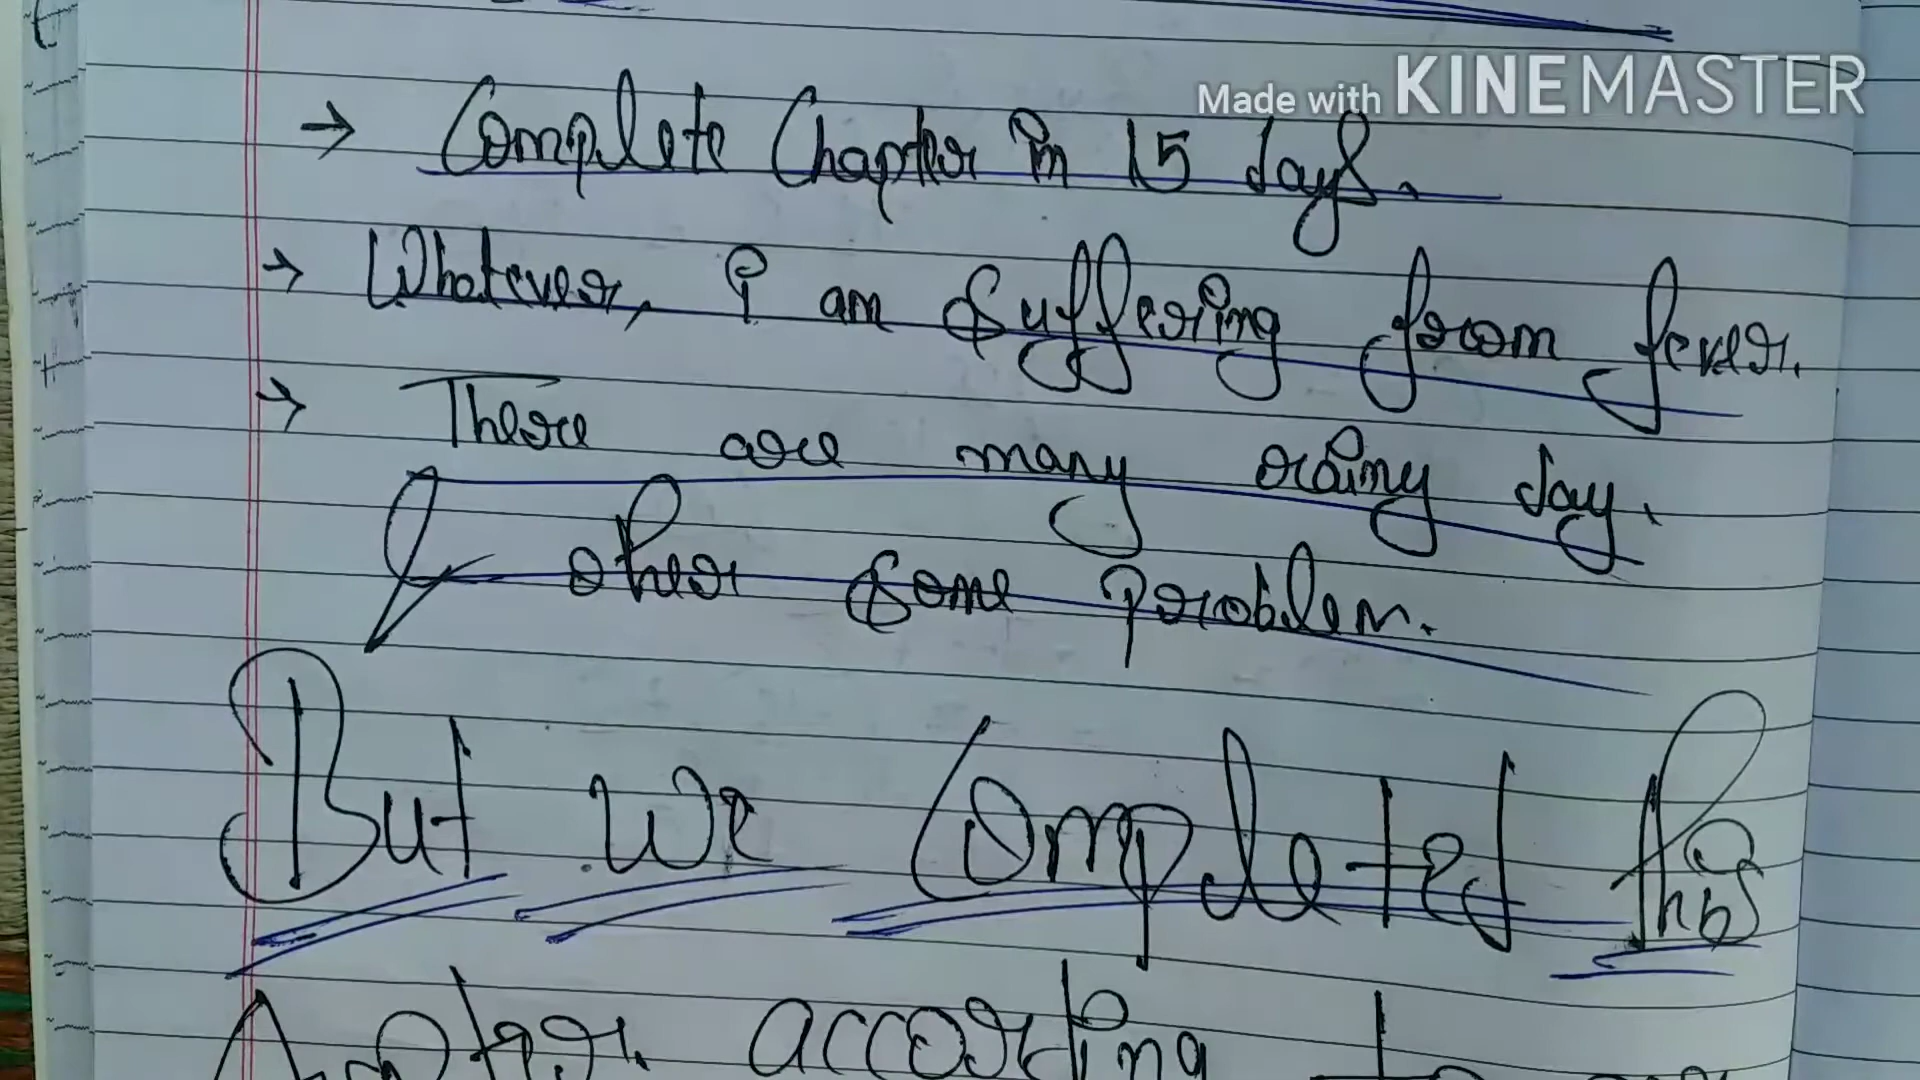 Made with KINEMASTER
→ Complete Chapter in 15 days.
→ Whatever, i am suffering from fever.
→ There are many rainy day.
& other some problem.
But we Completed this
according